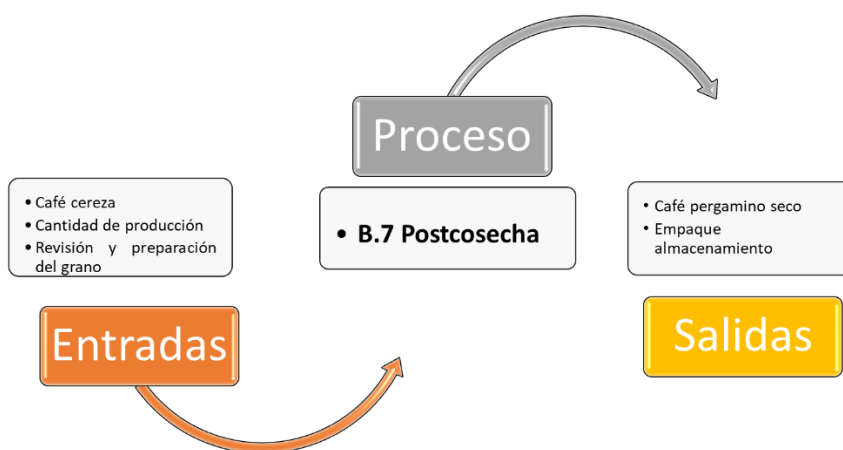 Proceso
• Café cereza
• Cantidad de producción
• Revisión y preparación
del grano
• B.7 Postcosecha
• Café pergamino seco
• Empaque
almacenamiento
Entradas
Salidas